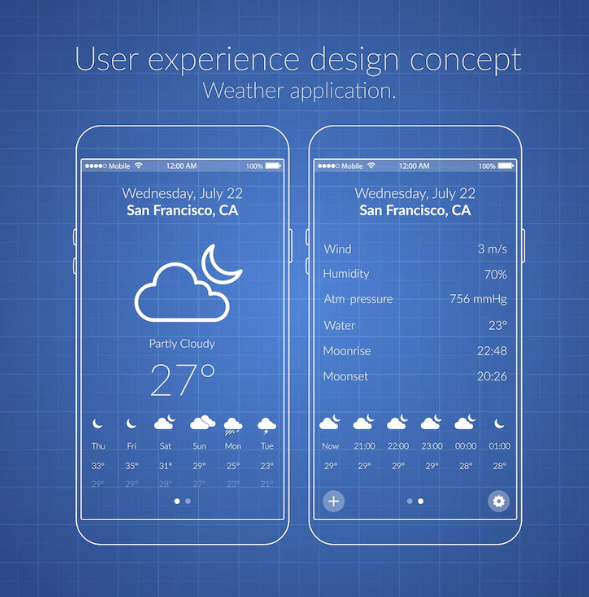 User experience design concept
Weather application.
Mobile 12:00 AM 100%
Wednesday, July 22
San Francisco, CA
Partly Cloudy
27°
Thu Fri Sat Sun Mon Tue
33° 35° 31° 29° 25° 23°
29° 29° 28° 27° 23° 21°
Mobile 12:00 AM 100%
Wednesday, July 22
San Francisco, CA
Wind 3 m/s
Humidity 70%
Atm pressure 756 mmHg
Water 23°
Moonrise 22:48
Moonset 20:26
Now 21:00 22:00 23:00 00:00 01:00
29° 29° 29° 29° 28° 28°